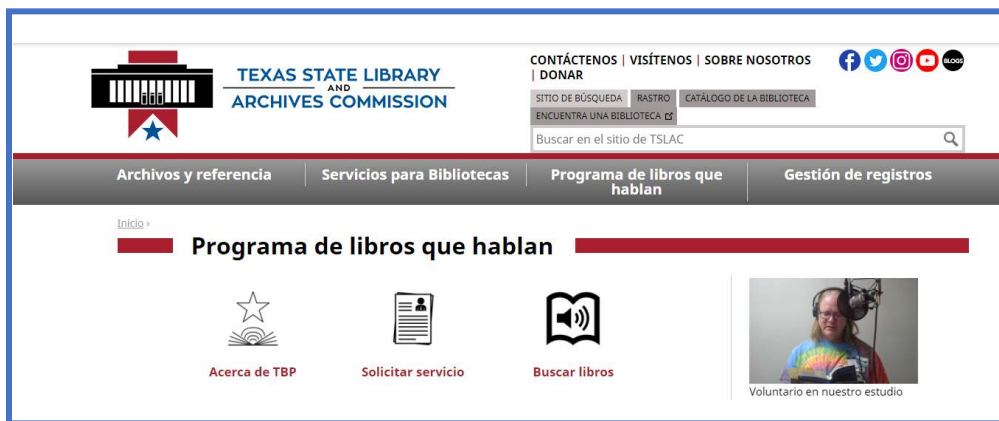 TEXAS STATE LIBRARY
AND
ARCHIVES COMMISSION
CONTÁCTENOS | VISÍTENOS | SOBRE NOSOTROS
| DONAR
BLOGS
SITIO DE BÚSQUEDA RASTRO CATÁLOGO DE LA BIBLIOTECA
ENCUENTRA UNA BIBLIOTECA
Buscar en el sitio de TSLAC
Archivos y referencia Servicios para Bibliotecas Programa de libros que Gestión de registros
hablan
Inicio ›
Programa de libros que hablan
Acerca de TBP Solicitar servicio Buscar libros
Voluntario en nuestro estudio